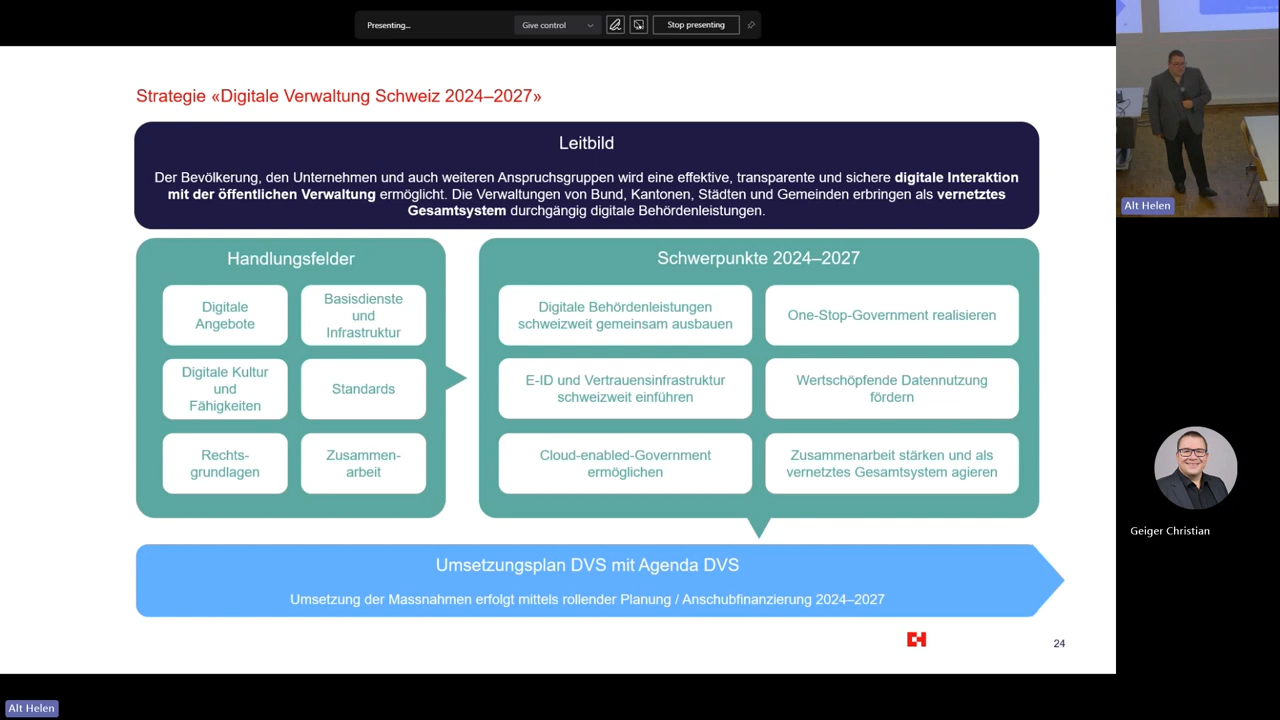 Presenting...
Give control
Stop presenting
Strategie «Digitale Verwaltung Schweiz 2024–2027»
Leitbild
Der Bevölkerung, den Unternehmen und auch weiteren Anspruchsgruppen wird eine effektive, transparente und sichere digitale Interaktion
mit der öffentlichen Verwaltung ermöglicht. Die Verwaltungen von Bund, Kantonen, Städten und Gemeinden erbringen als vernetztes
Gesamtsystem durchgängig digitale Behördenleistungen.
Handlungsfelder
Digitale
Angebote
Basisdienste
und
Infrastruktur
Digitale Kultur
und
Fähigkeiten
Standards
Rechts-
grundlagen
Zusammen-
arbeit
Schwerpunkte 2024–2027
Digitale Behördenleistungen
schweizweit gemeinsam ausbauen
One-Stop-Government realisieren
E-ID und Vertrauensinfrastruktur
schweizweit einführen
Wertschöpfende Datennutzung
fördern
Cloud-enabled-Government
ermöglichen
Zusammenarbeit stärken und als
vernetztes Gesamtsystem agieren
Umsetzungsplan DVS mit Agenda DVS
Umsetzung der Massnahmen erfolgt mittels rollender Planung / Anschubfinanzierung 2024–2027
24
Alt Helen
Geiger Christian
Alt Helen